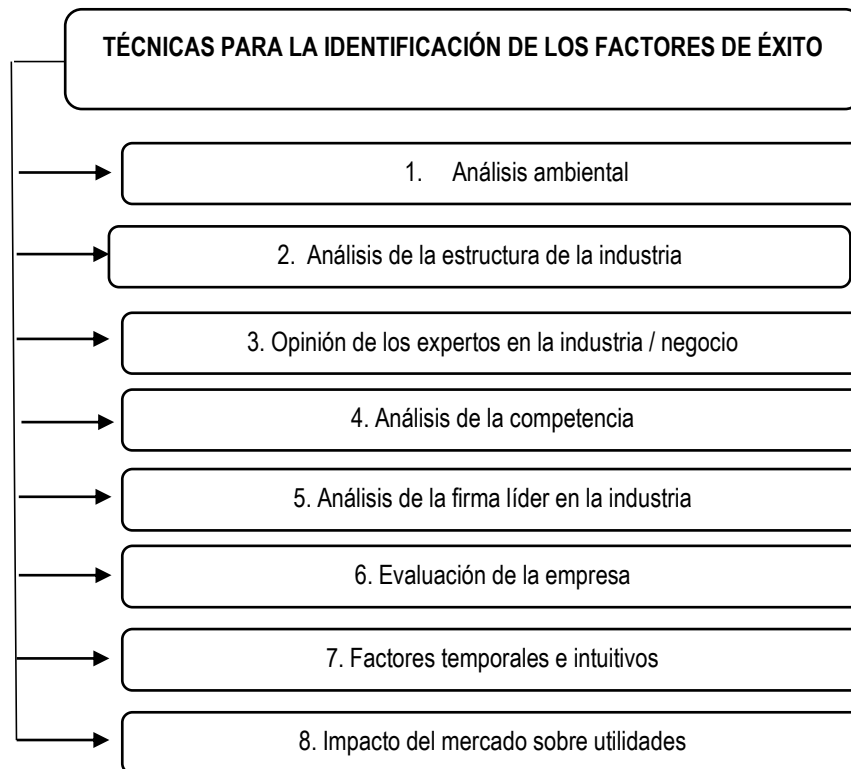 TÉCNICAS PARA LA IDENTIFICACIÓN DE LOS FACTORES DE ÉXITO
1. Análisis ambiental
2. Análisis de la estructura de la industria
3. Opinión de los expertos en la industria / negocio
4. Análisis de la competencia
5. Análisis de la firma líder en la industria
6. Evaluación de la empresa
7. Factores temporales e intuitivos
8. Impacto del mercado sobre utilidades